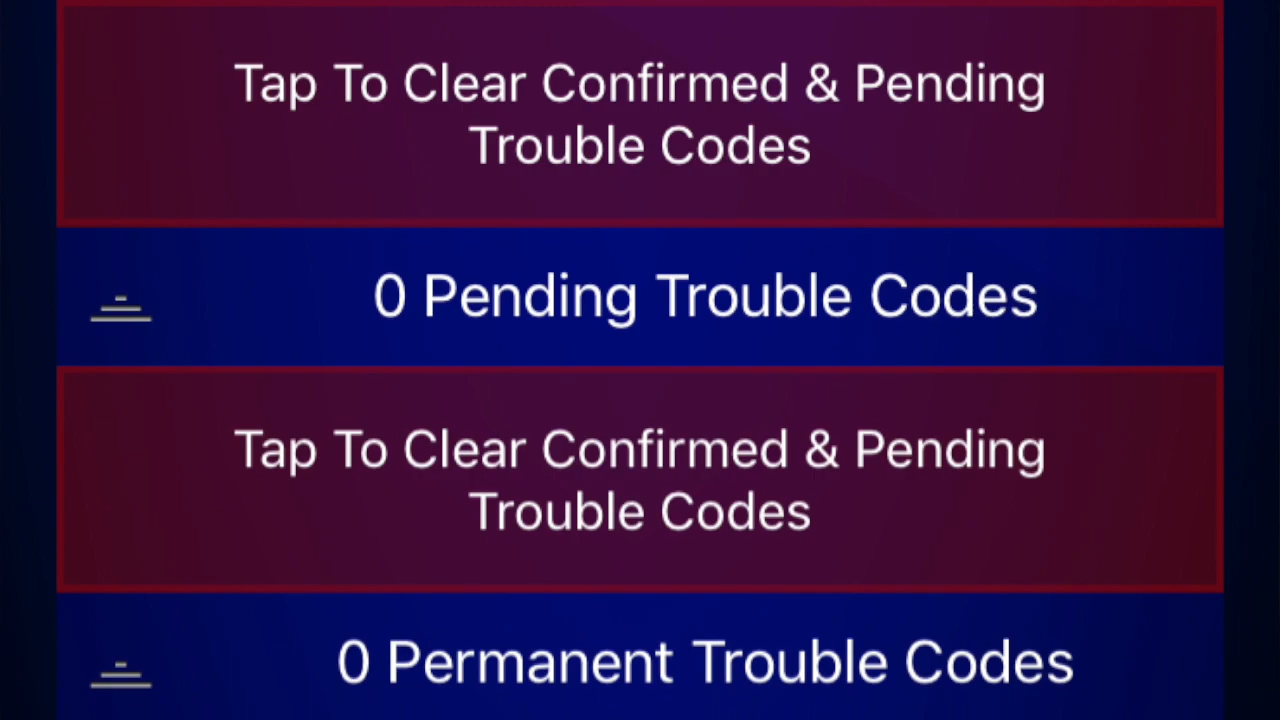 Tap To Clear Confirmed & Pending
Trouble Codes
0 Pending Trouble Codes
Tap To Clear Confirmed & Pending
Trouble Codes
0 Permanent Trouble Codes